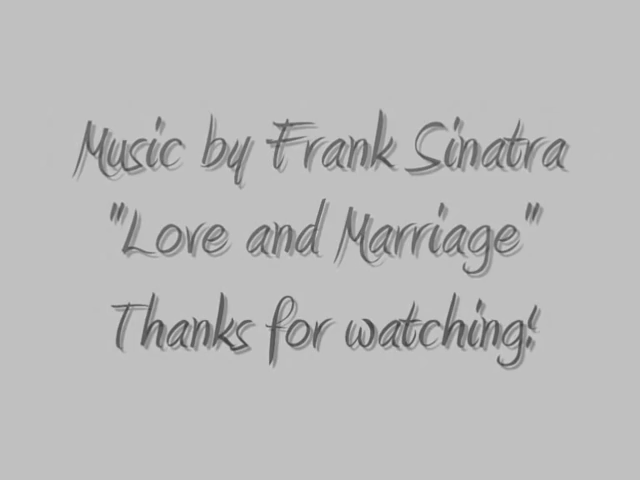 Music by Frank Sinatra
"Love and Marriage"
Thanks for watching!